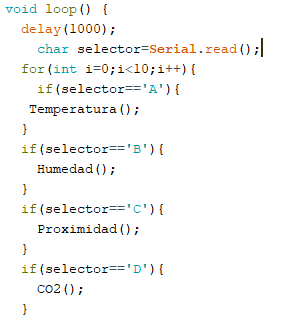 void loop() {
  delay(1000);
    char selector=Serial.read();
  for(int i=0;i<10;i++){
    if(selector=='A'){
   Temperatura();
  }
  if(selector=='B'){
    Humedad();
  }
  if(selector=='C'){
    Proximidad();
  }
  if(selector=='D'){
    CO2();
  }